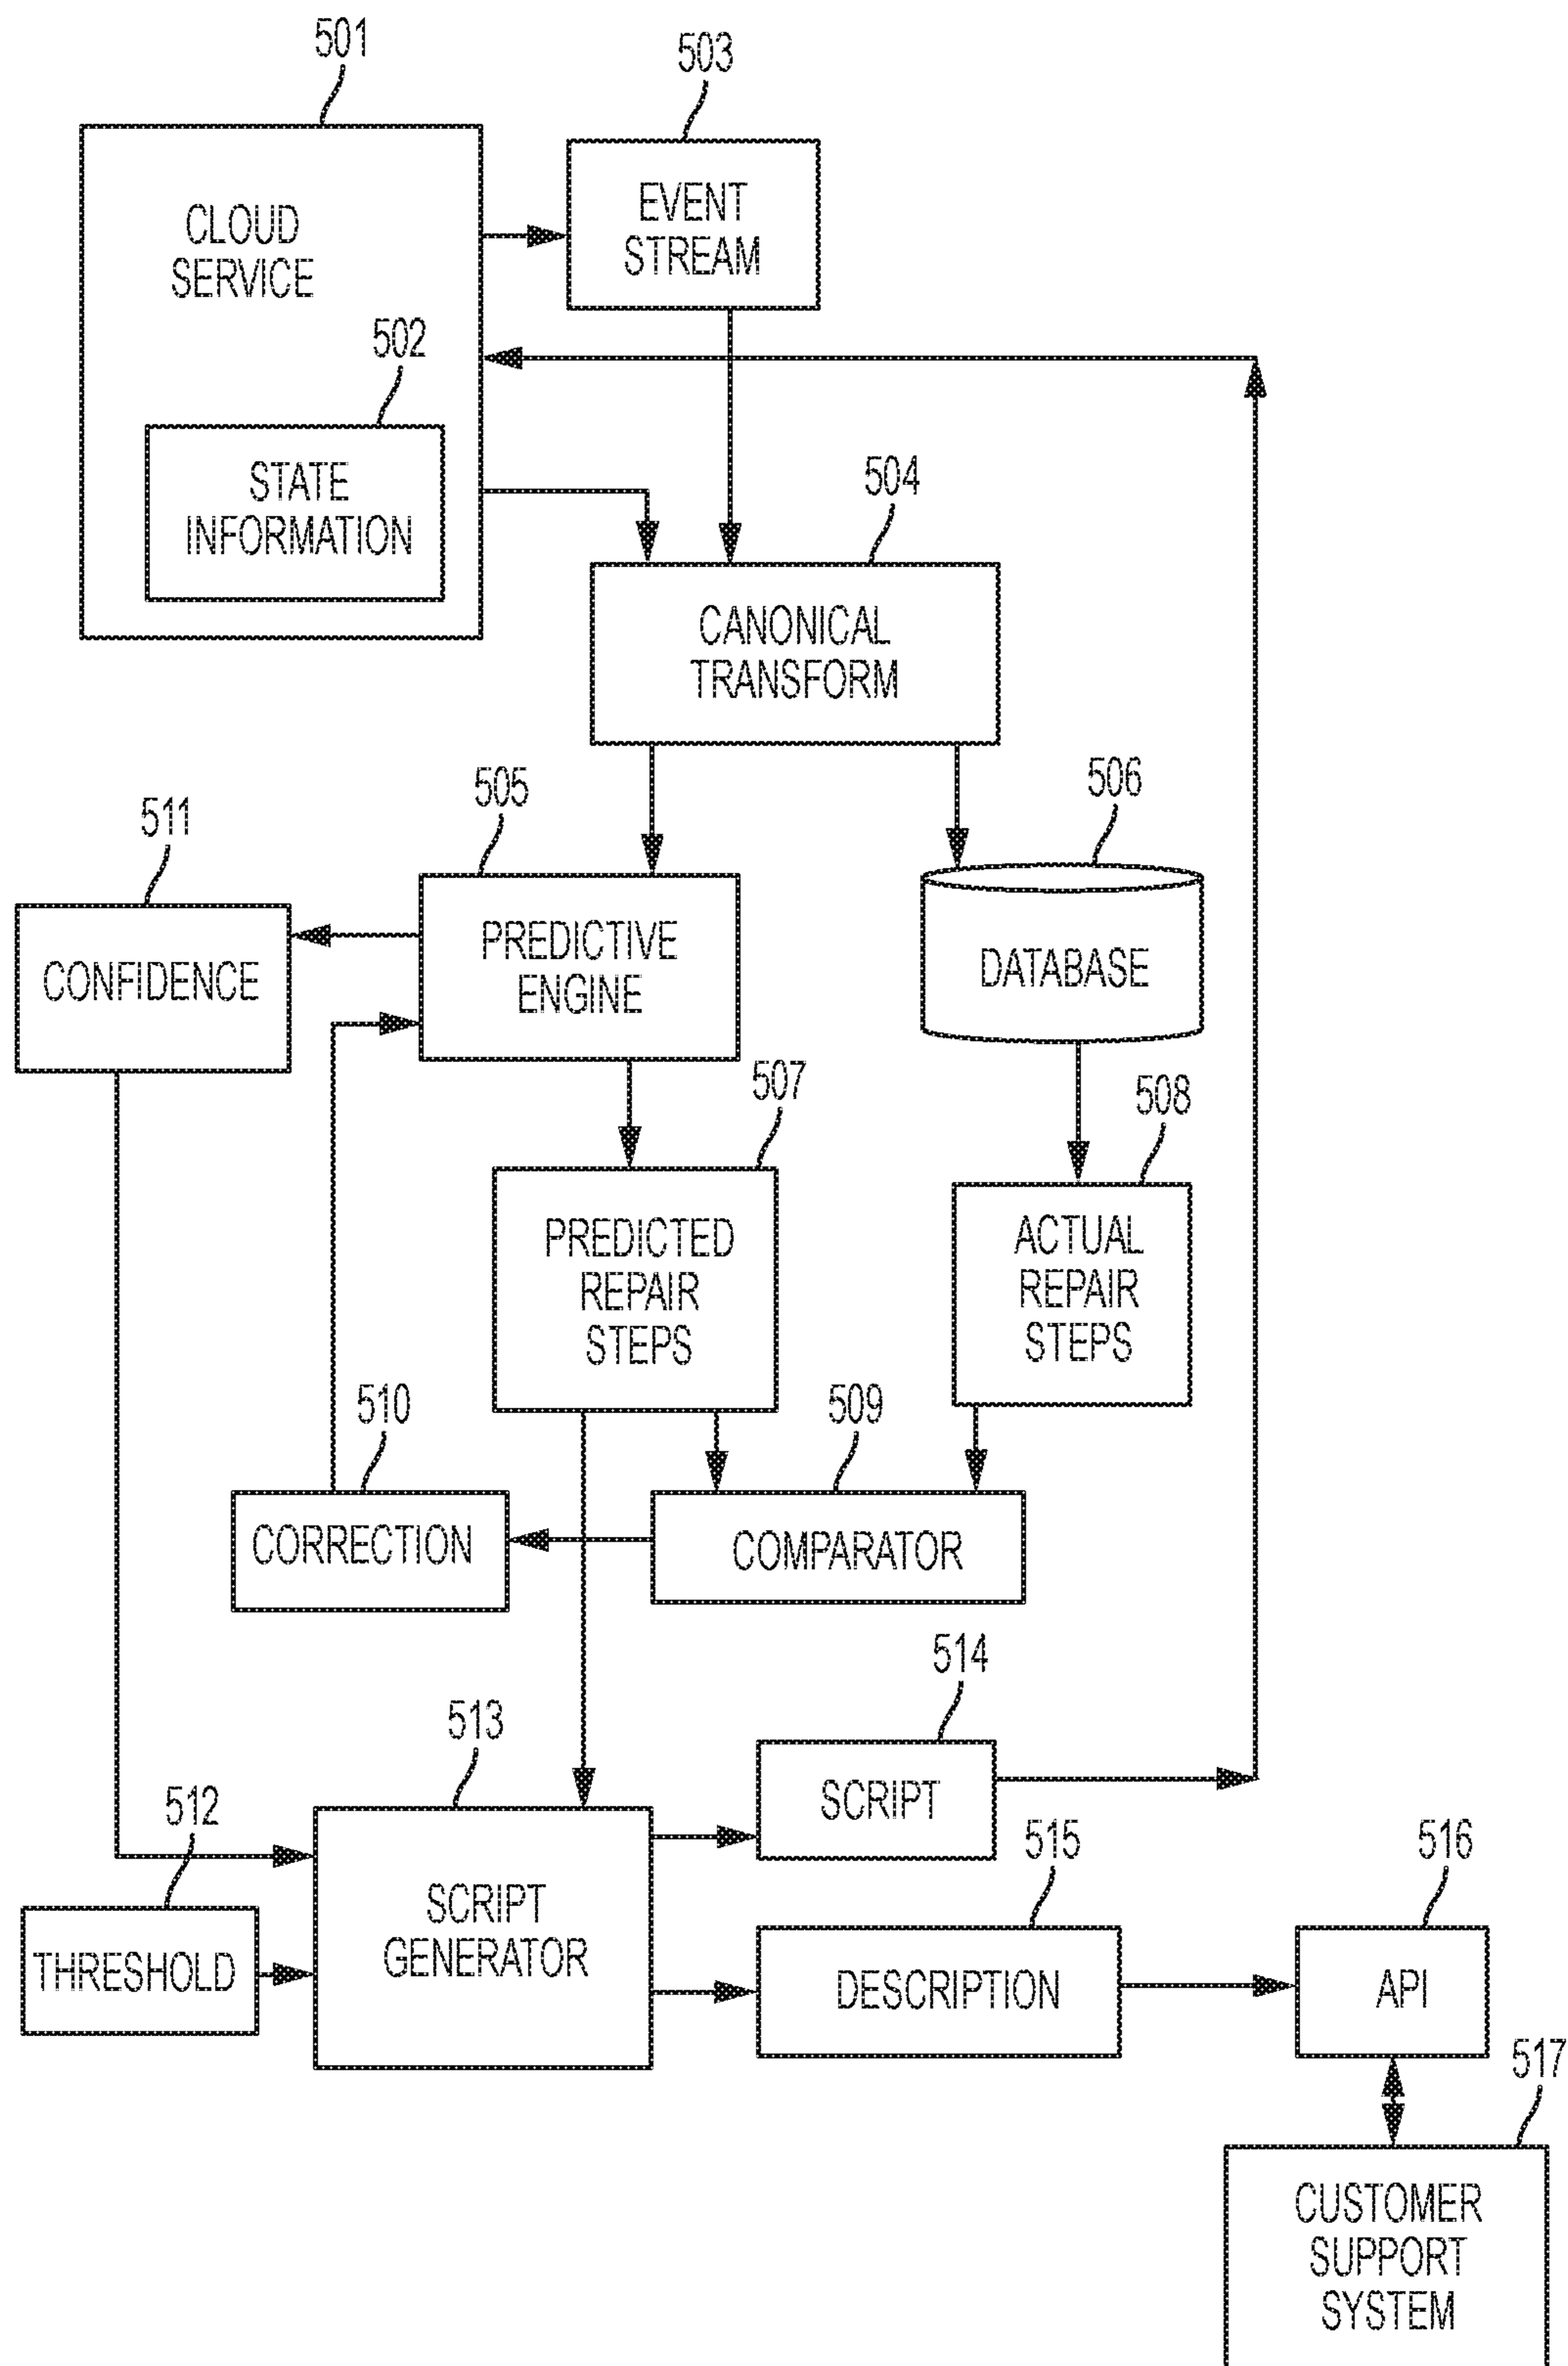 501
503
CLOUD
SERVICE
EVENT
STREAM
502
STATE
INFORMATION
504
CANONICAL
TRANSFORM
505
506
511
CONFIDENCE
PREDICTIVE
ENGINE
DATABASE
507
508
PREDICTED
REPAIR
STEPS
ACTUAL
REPAIR
STEPS
510
509
CORRECTION
COMPARATOR
514
513
SCRIPT
512
515
516
SCRIPT
GENERATOR
THRESHOLD
DESCRIPTION
API
517
CUSTOMER
SUPPORT
SYSTEM